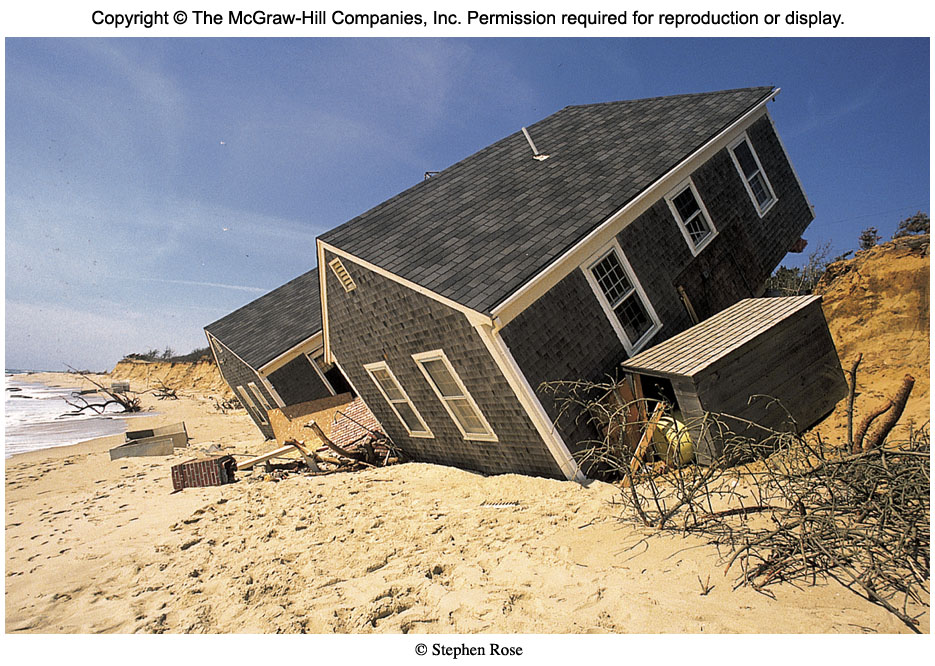 Copyright © The McGraw-Hill Companies, Inc. Permission required for reproduction or display.
© Stephen Rose